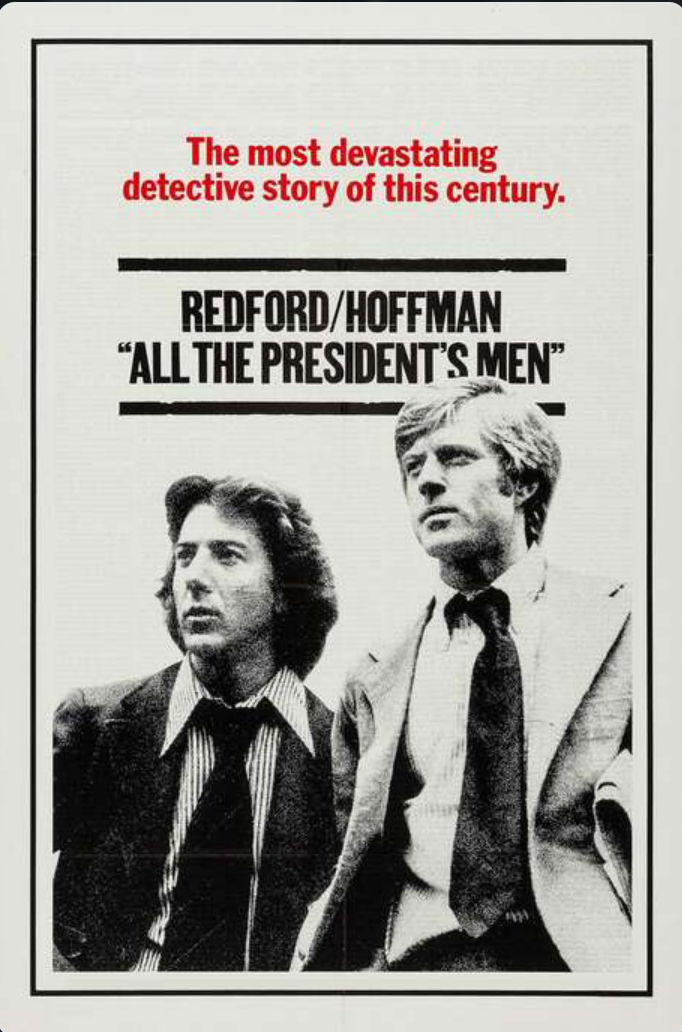 The most devastating
detective story of this century.
REDFORD/HOFFMAN
“ALL THE PRESIDENT’S MEN”